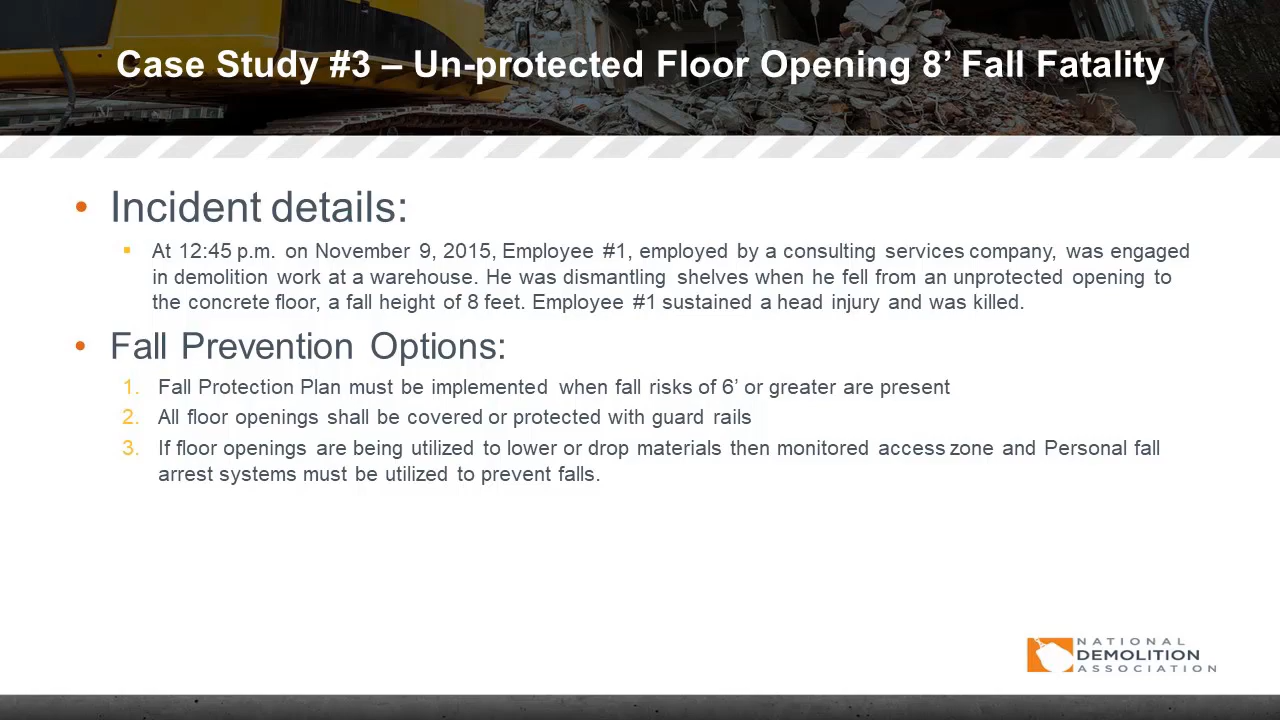 Case Study #3 – Un-protected Floor Opening 8’ Fall Fatality
• Incident details:
▪ At 12:45 p.m. on November 9, 2015, Employee #1, employed by a consulting services company, was engaged
in demolition work at a warehouse. He was dismantling shelves when he fell from an unprotected opening to
the concrete floor, a fall height of 8 feet. Employee #1 sustained a head injury and was killed.
• Fall Prevention Options:
1. Fall Protection Plan must be implemented when fall risks of 6’ or greater are present
2. All floor openings shall be covered or protected with guard rails
3. If floor openings are being utilized to lower or drop materials then monitored access zone and Personal fall
arrest systems must be utilized to prevent falls.
NATIONAL
DEMOLITION
ASSOCIATION